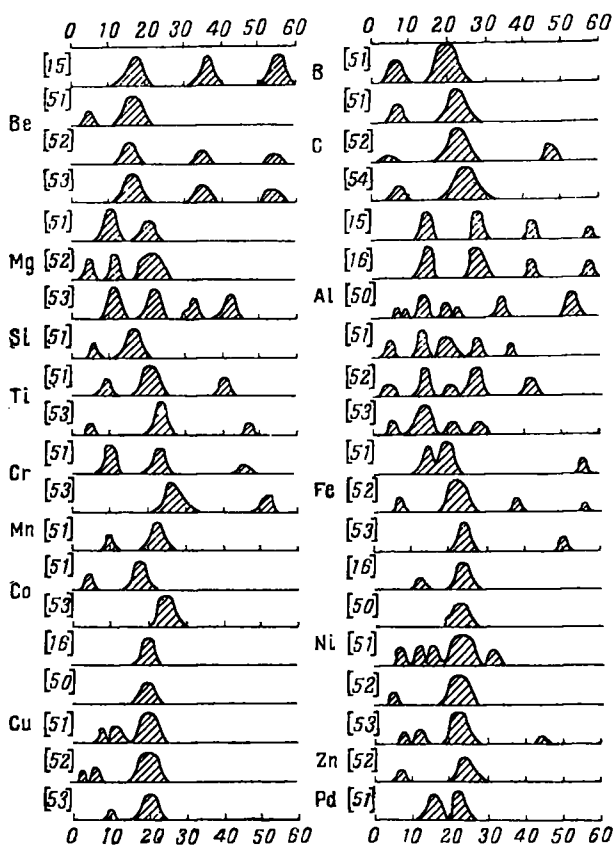 0 10 20 30 40 50 60
[15]
[51]
Be
[52]
[53]
[51]
Mg [52]
[53]
Si [51]
[51]
Ti
[53]
[51]
Cr
[53]
Mn [51]
[51]
Co
[53]
[16]
[50]
Cu [51]
[52]
[53]
0 10 20 30 40 50 60
0 10 20 30 40 50 60
B [51]
[51]
C [52]
[54]
[15]
[16]
Al [50]
[51]
[52]
[53]
[51]
Fe [52]
[53]
[16]
[50]
Ni [51]
[52]
[53]
Zn [52]
Pd [51]
0 10 20 30 40 50 60